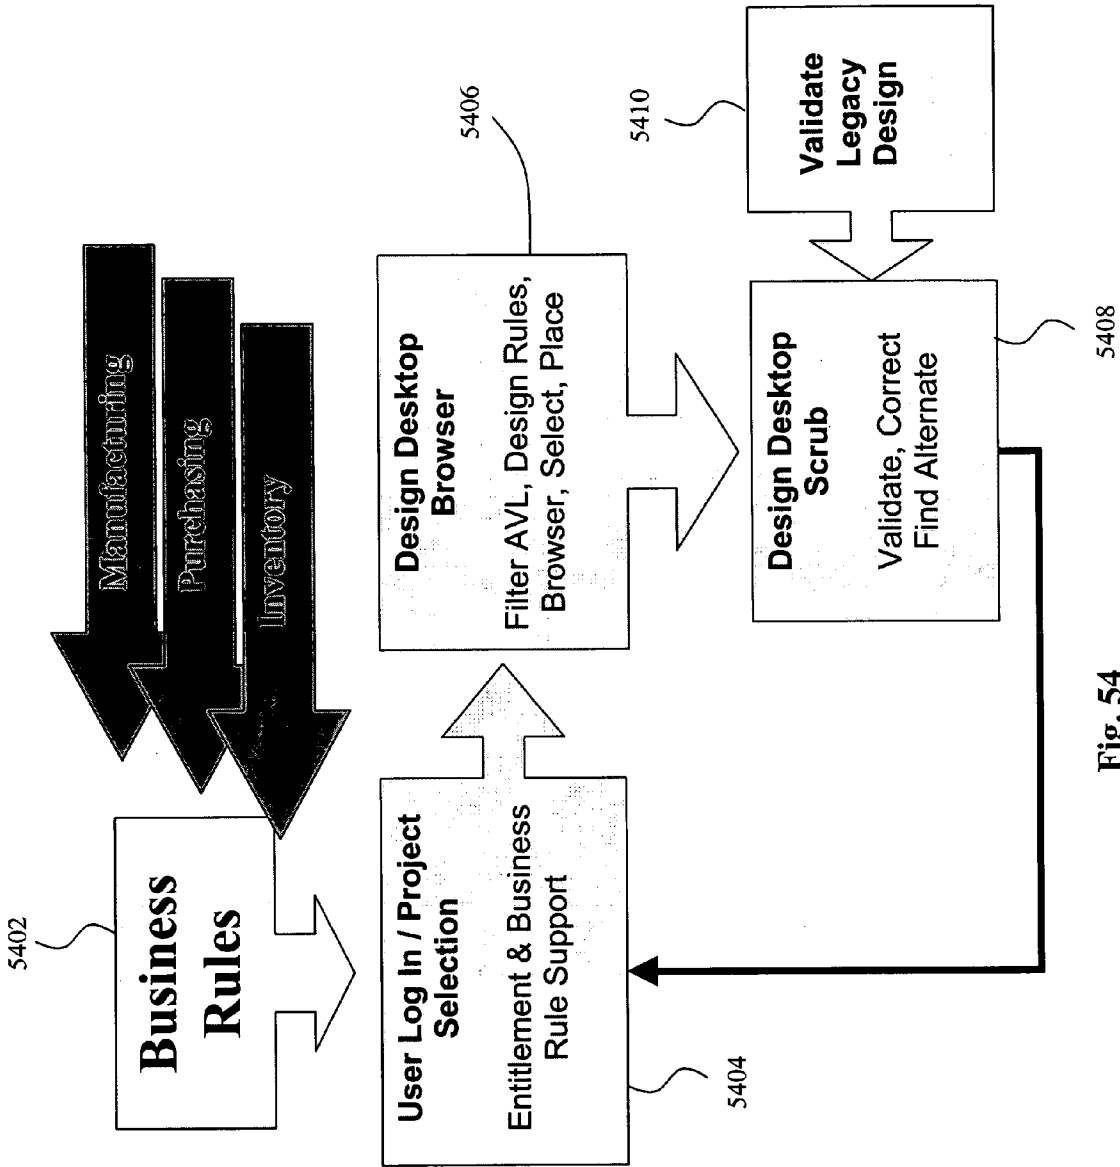 5402
Business
Rules
Manufacturing
Purchasing
Inventory
User Log In / Project
Selection
Entitlement & Business
Rule Support
5404
Design Desktop
Browser
Filter AVL, Design Rules,
Browser, Select, Place
5406
Design Desktop
Scrub
Validate, Correct
Find Alternate
5408
Validate
Legacy
Design
5410
Fig. 54